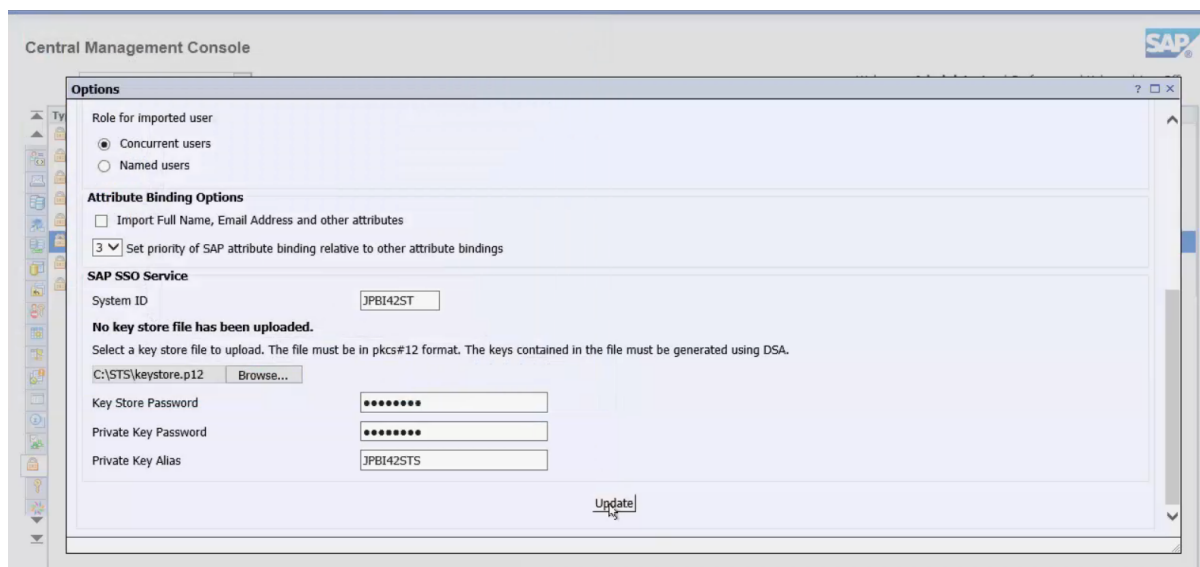 Central Management Console
SAP
Options
? □ ×
Ty
Role for imported user
Concurrent users
Named users
Attribute Binding Options
Import Full Name, Email Address and other attributes
3 Set priority of SAP attribute binding relative to other attribute bindings
SAP SSO Service
System ID JPBI42ST
No key store file has been uploaded.
Select a key store file to upload. The file must be in pkcs#12 format. The keys contained in the file must be generated using DSA.
C:\STS\keystore.p12 Browse...
Key Store Password ●●●●●●●●
Private Key Password ●●●●●●●●
Private Key Alias JPBI42STS
Update